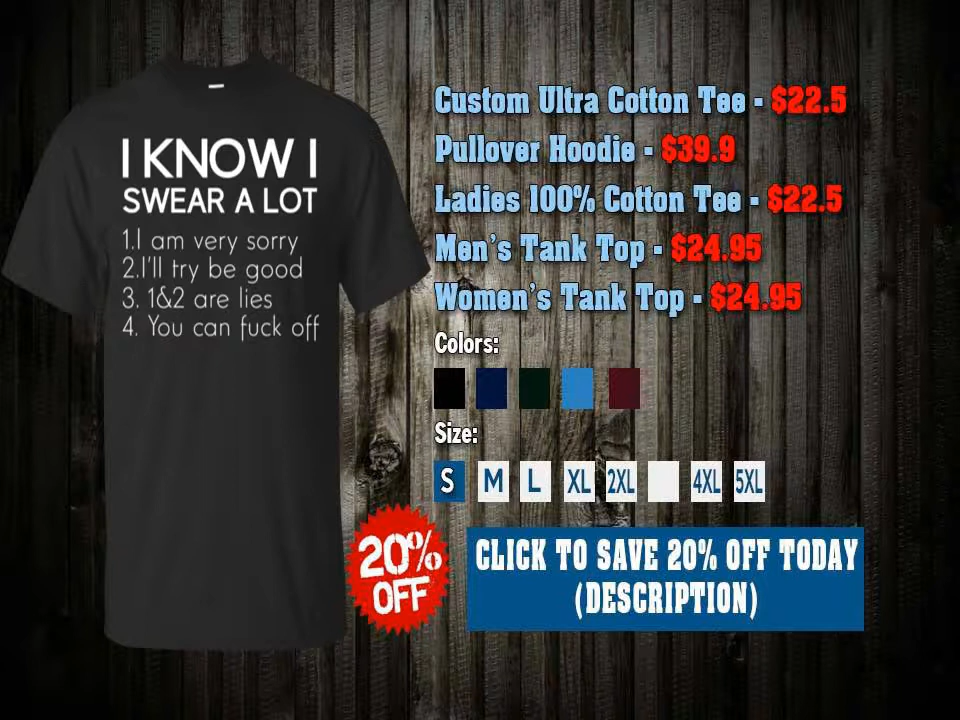 I KNOW I
SWEAR A LOT
1.I am very sorry
2.I'll try be good
3. 1&2 are lies
4. You can fuck off
Custom Ultra Cotton Tee - $22.5
Pullover Hoodie - $39.9
Ladies 100% Cotton Tee - $22.5
Men's Tank Top - $24.95
Women's Tank Top - $24.95
Colors:
Size:
S M L XL 2XL 4XL 5XL
20%
OFF
CLICK TO SAVE 20% OFF TODAY
(DESCRIPTION)